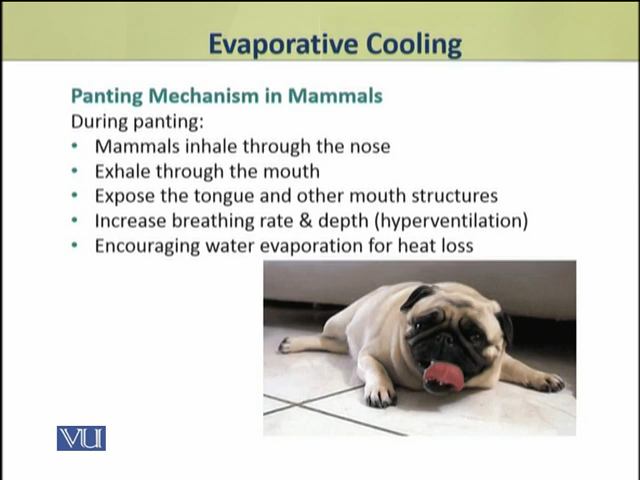 Evaporative Cooling
Panting Mechanism in Mammals
During panting:
• Mammals inhale through the nose
• Exhale through the mouth
• Expose the tongue and other mouth structures
• Increase breathing rate & depth (hyperventilation)
• Encouraging water evaporation for heat loss
VU